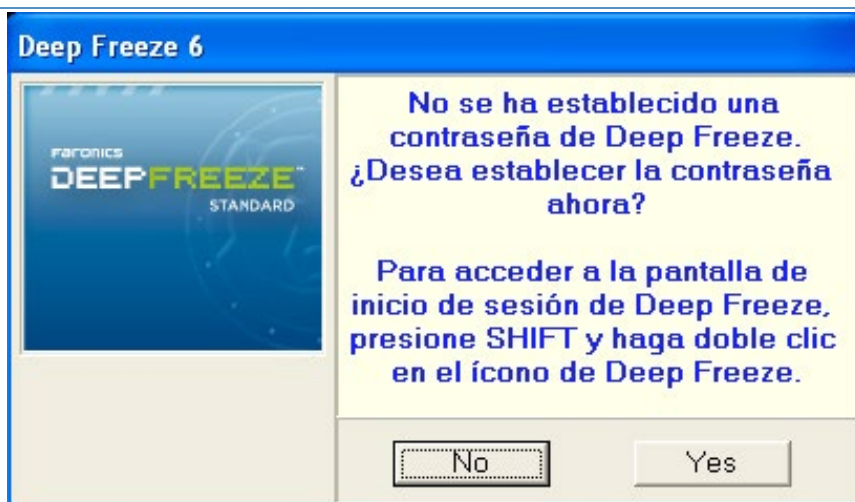 Deep Freeze 6
FARONICS
DEEPFREEZE™
STANDARD
No se ha establecido una
contraseña de Deep Freeze.
¿Desea establecer la contraseña
ahora?
Para acceder a la pantalla de
inicio de sesión de Deep Freeze,
presione SHIFT y haga doble clic
en el ícono de Deep Freeze.
No
Yes